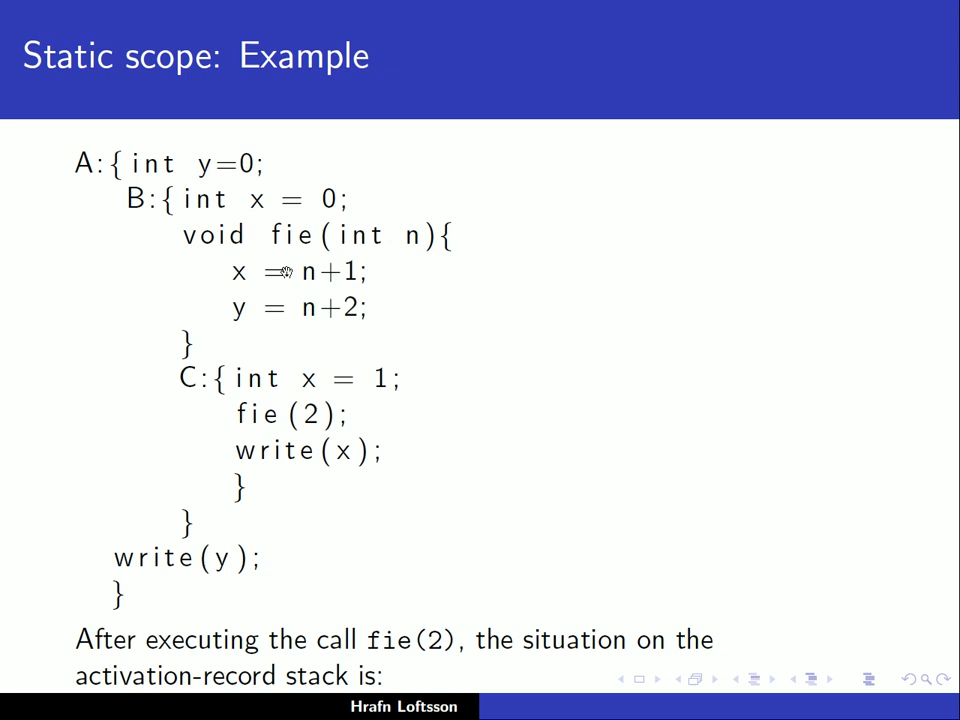 Static scope: Example
A:{ int y=0;
B:{ int x = 0;
void fie(int n){
x = n+1;
y = n+2;
}
C:{ int x = 1;
fie(2);
write(x);
}
}
write(y);
}
After executing the call fie(2), the situation on the
activation-record stack is:
Hrafn Loftsson